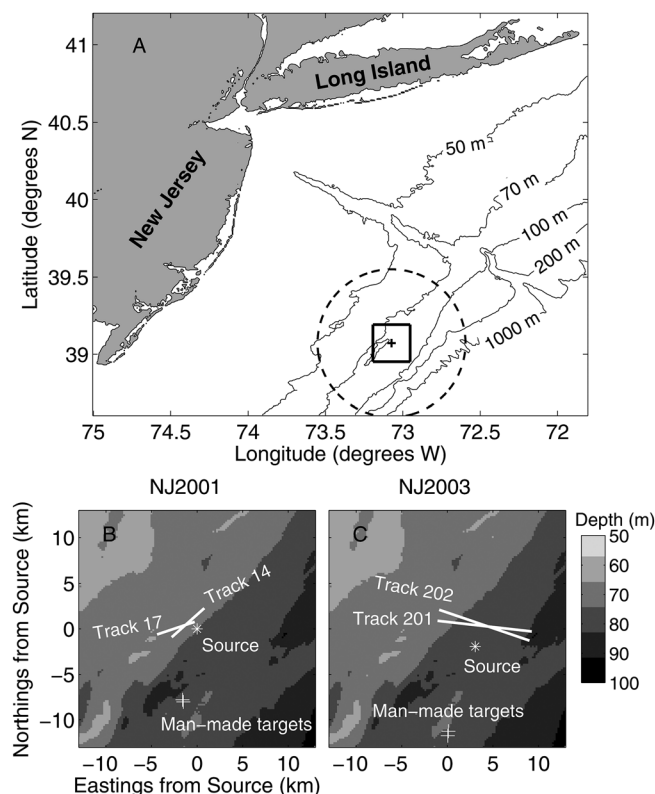 A
Long Island
New Jersey
50 m
70 m
100 m
200 m
1000 m
41
40.5
40
39.5
39
Latitude (degrees N)
75 74.5 74 73.5 73 72.5 72
Longitude (degrees W)
NJ2001
NJ2003
B
Track 14
Track 17
Source
Man-made targets
10
5
0
−5
−10
Northings from Source (km)
−10 −5 0 5 10
Eastings from Source (km)
C
Track 202
Track 201
Source
Man-made targets
−10 −5 0 5 10
Depth (m)
50
60
70
80
90
100